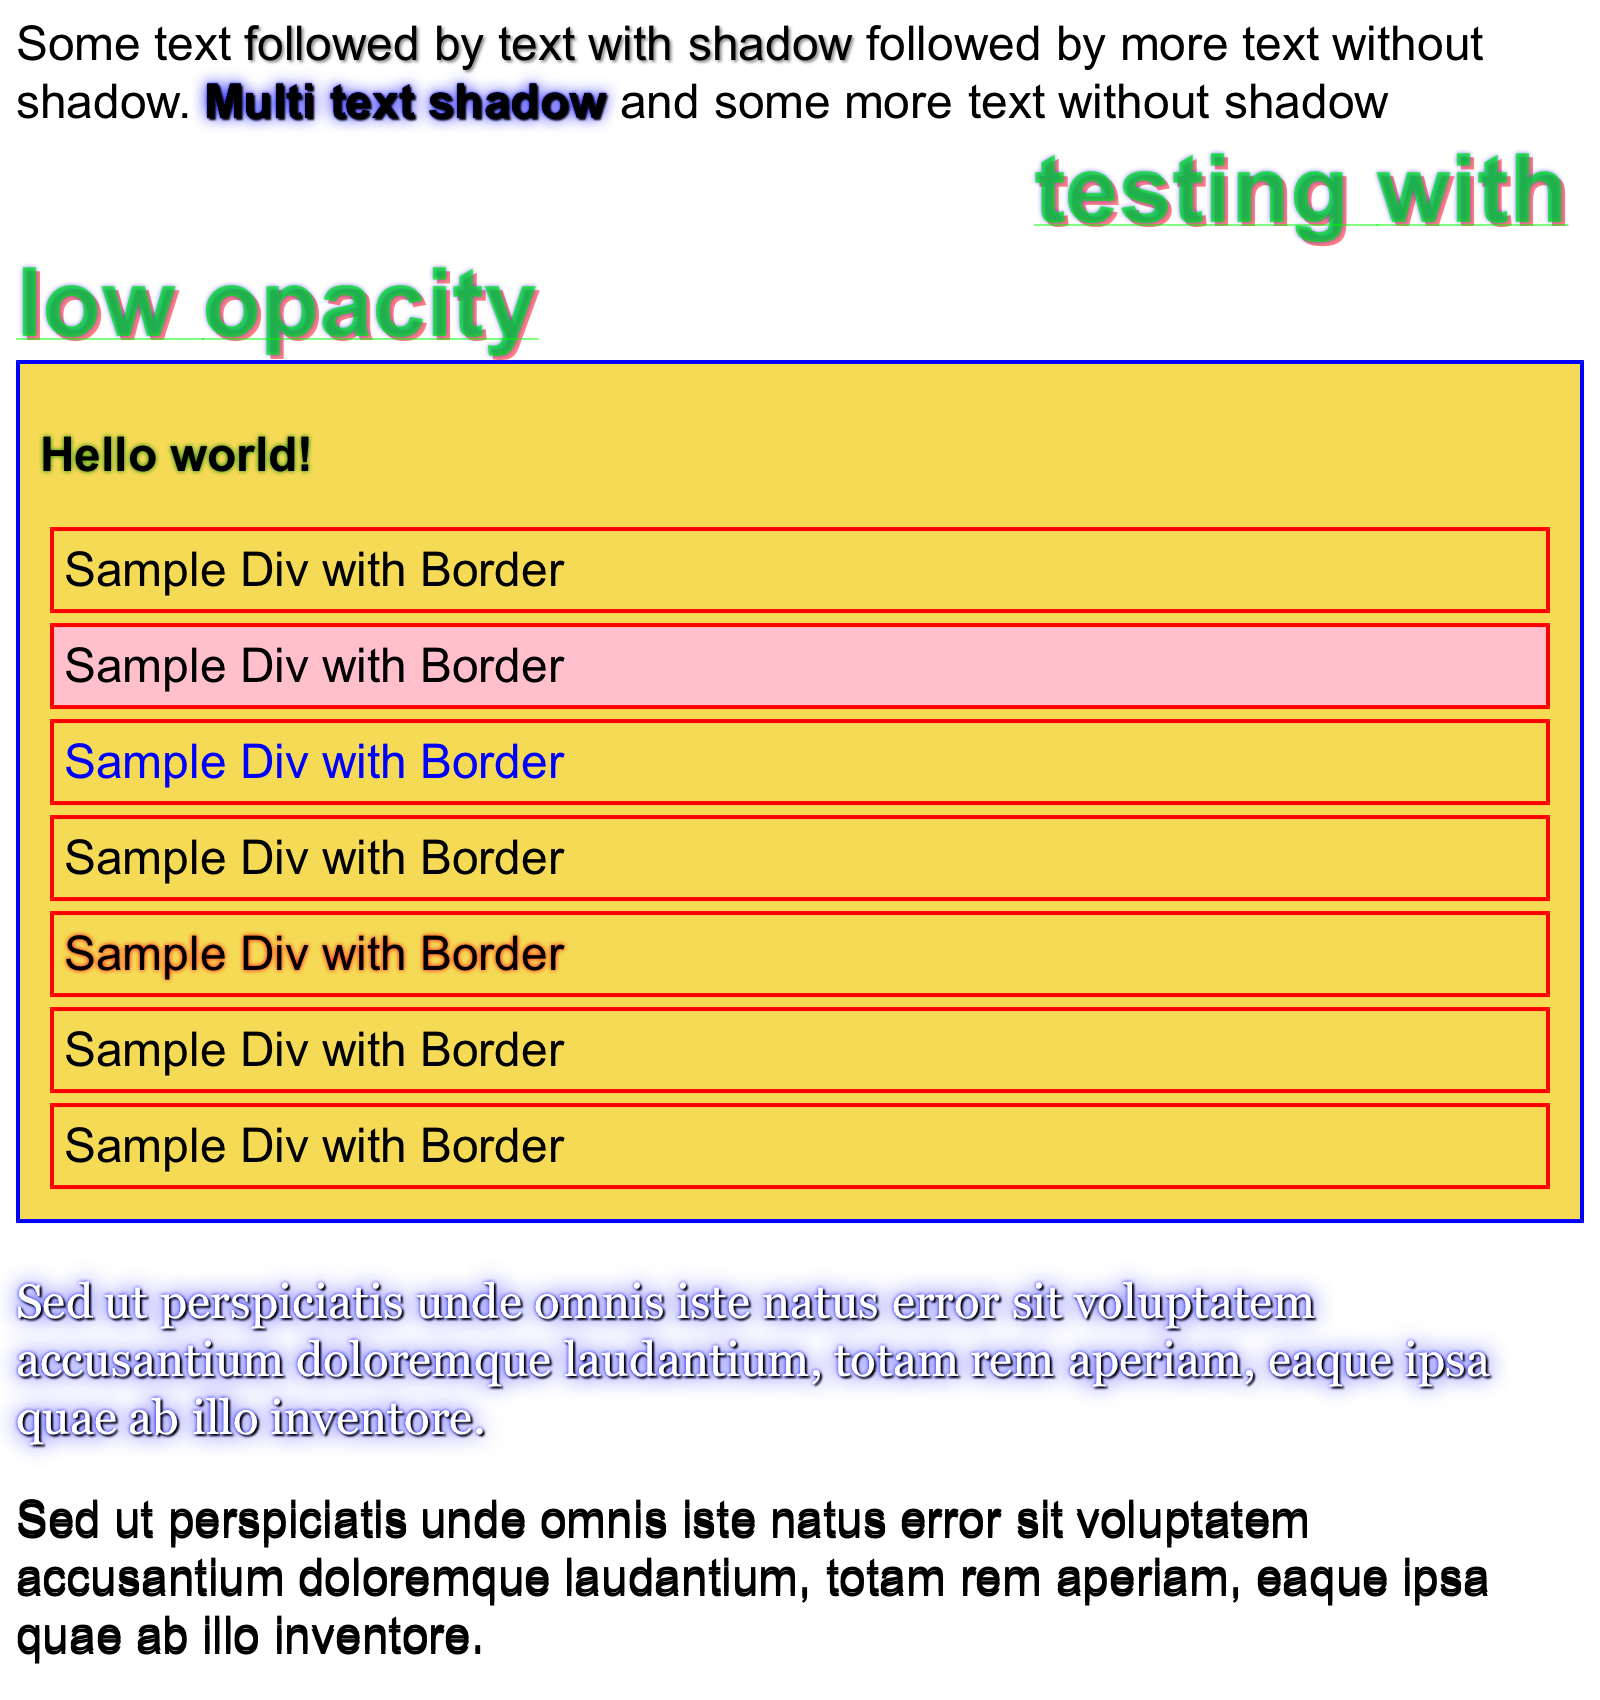 Some text followed by text with shadow followed by more text without
shadow. Multi text shadow and some more text without shadow
testing with
low opacity
Hello world!
Sample Div with Border
Sample Div with Border
Sample Div with Border
Sample Div with Border
Sample Div with Border
Sample Div with Border
Sample Div with Border
Sed ut perspiciatis unde omnis iste natus error sit voluptatem
accusantium doloremque laudantium, totam rem aperiam, eaque ipsa
quae ab illo inventore.
Sed ut perspiciatis unde omnis iste natus error sit voluptatem
accusantium doloremque laudantium, totam rem aperiam, eaque ipsa
quae ab illo inventore.